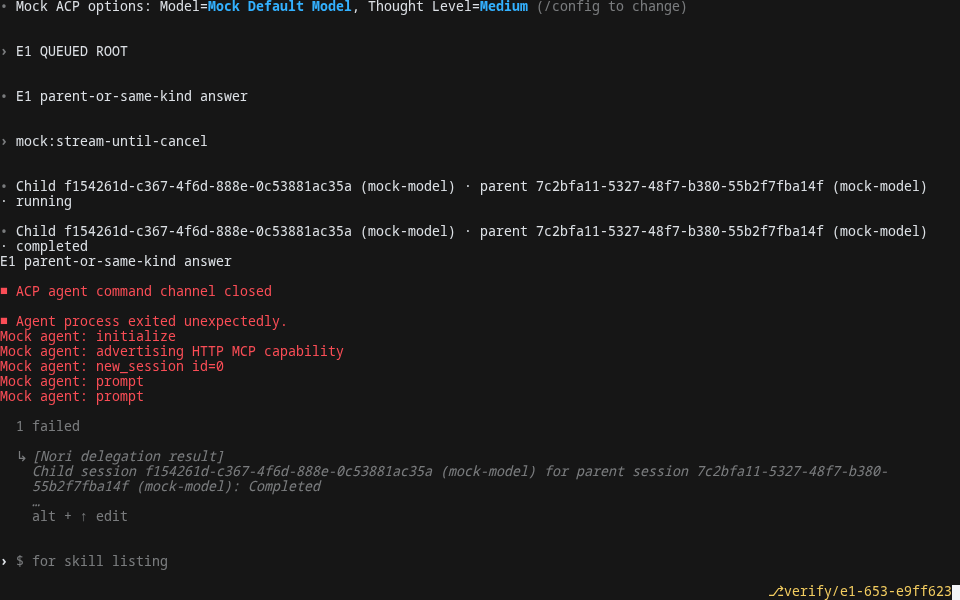 • Mock ACP options: Model=Mock Default Model, Thought Level=Medium (/config to change)
› E1 QUEUED ROOT
• E1 parent-or-same-kind answer
› mock:stream-until-cancel
• Child f154261d-c367-4f6d-888e-0c53881ac35a (mock-model) · parent 7c2bfa11-5327-48f7-b380-55b2f7fba14f (mock-model)
· running
• Child f154261d-c367-4f6d-888e-0c53881ac35a (mock-model) · parent 7c2bfa11-5327-48f7-b380-55b2f7fba14f (mock-model)
· completed
E1 parent-or-same-kind answer
■ ACP agent command channel closed
■ Agent process exited unexpectedly.
Mock agent: initialize
Mock agent: advertising HTTP MCP capability
Mock agent: new_session id=0
Mock agent: prompt
Mock agent: prompt
1 failed
↳ [Nori delegation result]
Child session f154261d-c367-4f6d-888e-0c53881ac35a (mock-model) for parent session 7c2bfa11-5327-48f7-b380-
55b2f7fba14f (mock-model): Completed
…
alt + ↑ edit
› $ for skill listing
⎇verify/e1-653-e9ff623